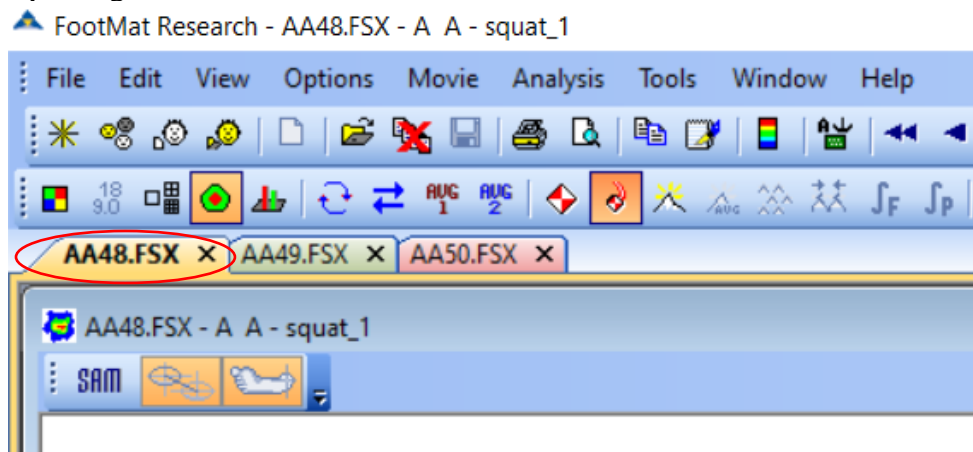 FootMat Research - AA48.FSX - A A - squat_1
File Edit View Options Movie Analysis Tools Window Help
18 9.0 AVG 1 AVG 2 AVG ∫F ∫P
AA48.FSX × AA49.FSX × AA50.FSX ×
AA48.FSX - A A - squat_1
SAM